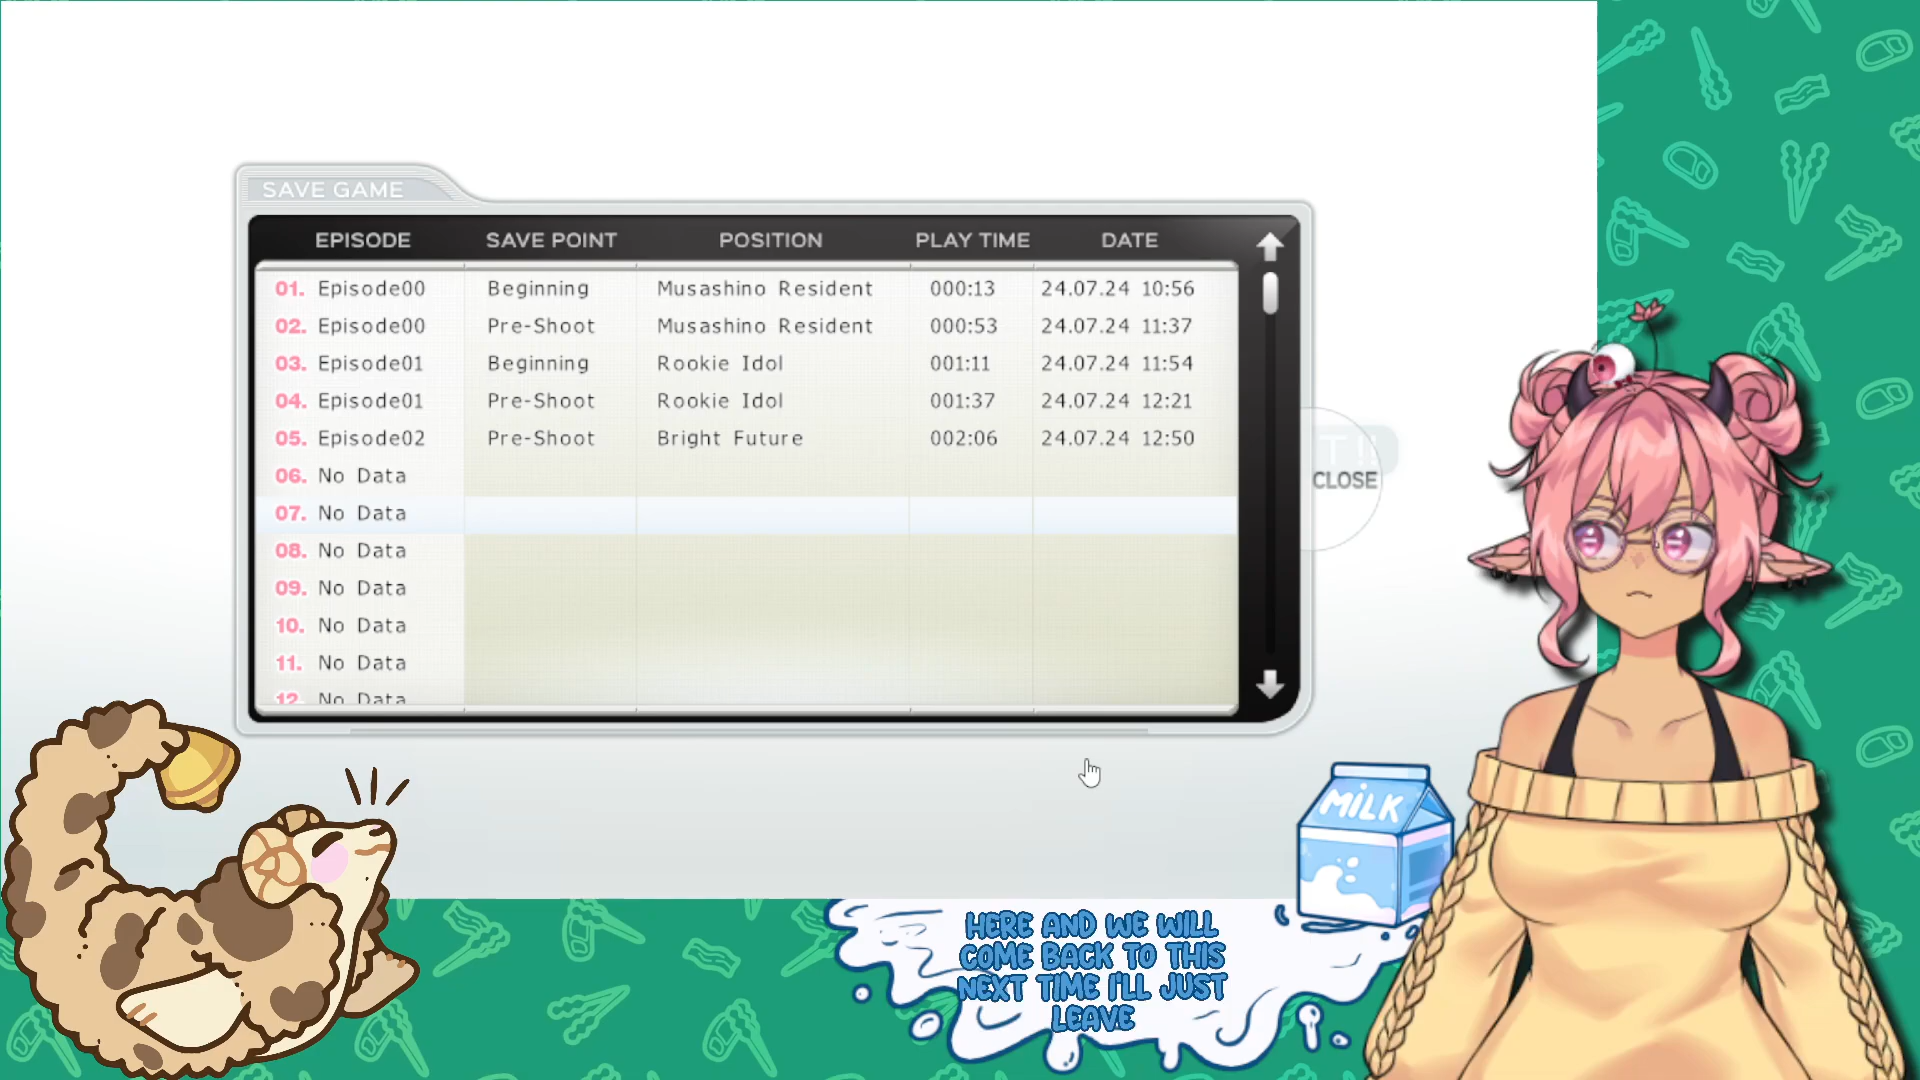 SAVE GAME
EPISODE SAVE POINT POSITION PLAY TIME DATE
01. Episode00 Beginning Musashino Resident 000:13 24.07.24 10:56
02. Episode00 Pre-Shoot Musashino Resident 000:53 24.07.24 11:37
03. Episode01 Beginning Rookie Idol 001:11 24.07.24 11:54
04. Episode01 Pre-Shoot Rookie Idol 001:37 24.07.24 12:21
05. Episode02 Pre-Shoot Bright Future 002:06 24.07.24 12:50
06. No Data
07. No Data
08. No Data
09. No Data
10. No Data
11. No Data
12. No Data
CLOSE
MILK
HERE AND WE WILL
COME BACK TO THIS
NEXT TIME I'LL JUST
LEAVE